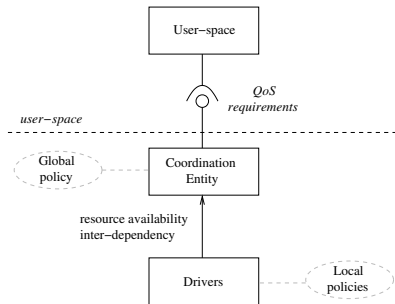 User−space
QoS
requirements
user−space
Global
policy
Coordination
Entity
resource availability
inter−dependency
Drivers
Local
policies